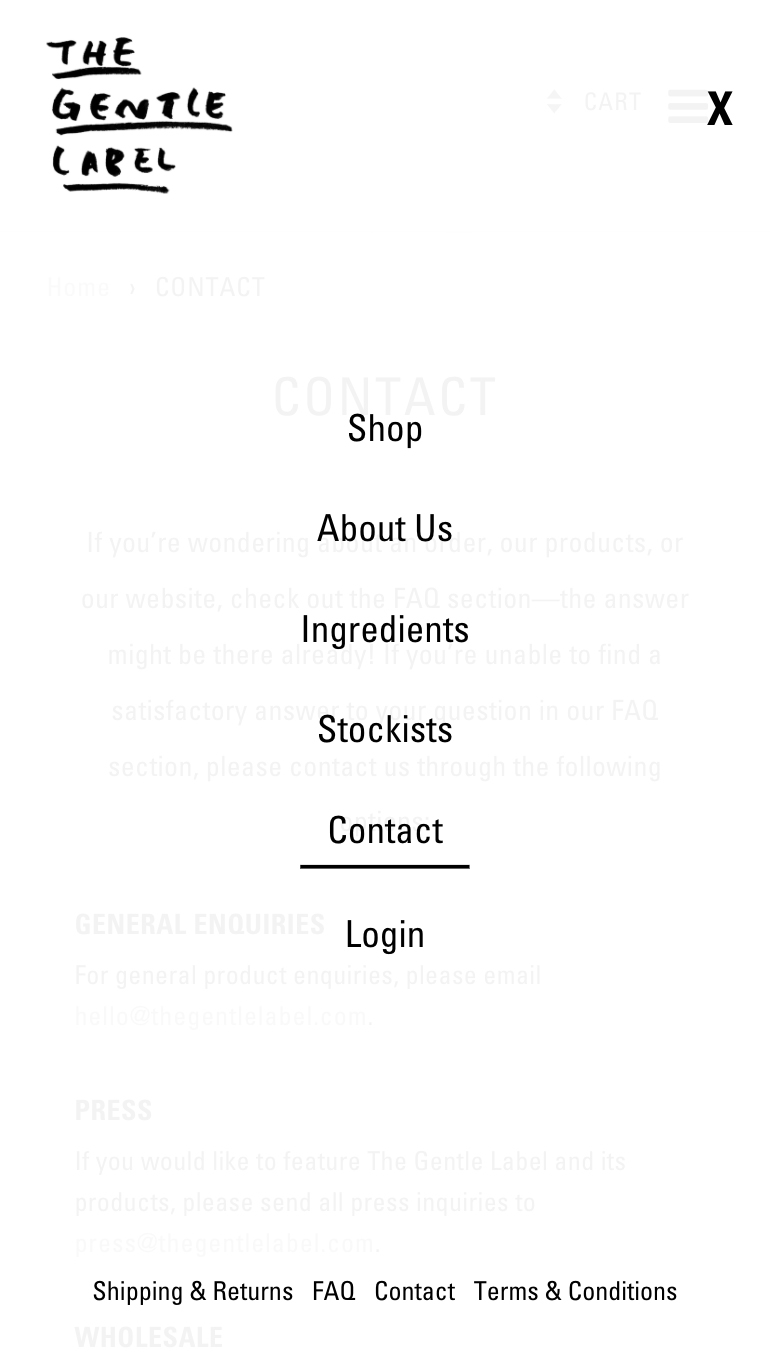 THE
GENTLE
LABEL
CART
X
Home › CONTACT
CONTACT
Shop
If you’re wondering about an order, our products, or
About Us
our website, check out the FAQ section—the answer
Ingredients
might be there already! If you’re unable to find a
satisfactory answer to your question in our FAQ
Stockists
section, please contact us through the following
options:
Contact
GENERAL ENQUIRIES
Login
For general product enquiries, please email
hello@thegentlelabel.com.
PRESS
If you would like to feature The Gentle Label and its
products, please send all press inquiries to
press@thegentlelabel.com.
Shipping & Returns FAQ Contact Terms & Conditions
WHOLESALE